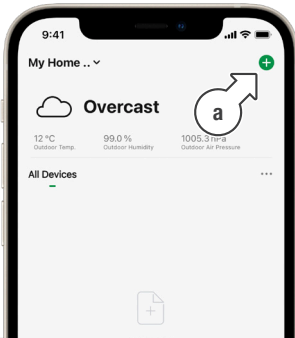 9:41
My Home ..
Overcast
a
12 °C
99.0 %
1005.3 hPa
Outdoor Temp.
Outdoor Humidity
Outdoor Air Pressure
All Devices